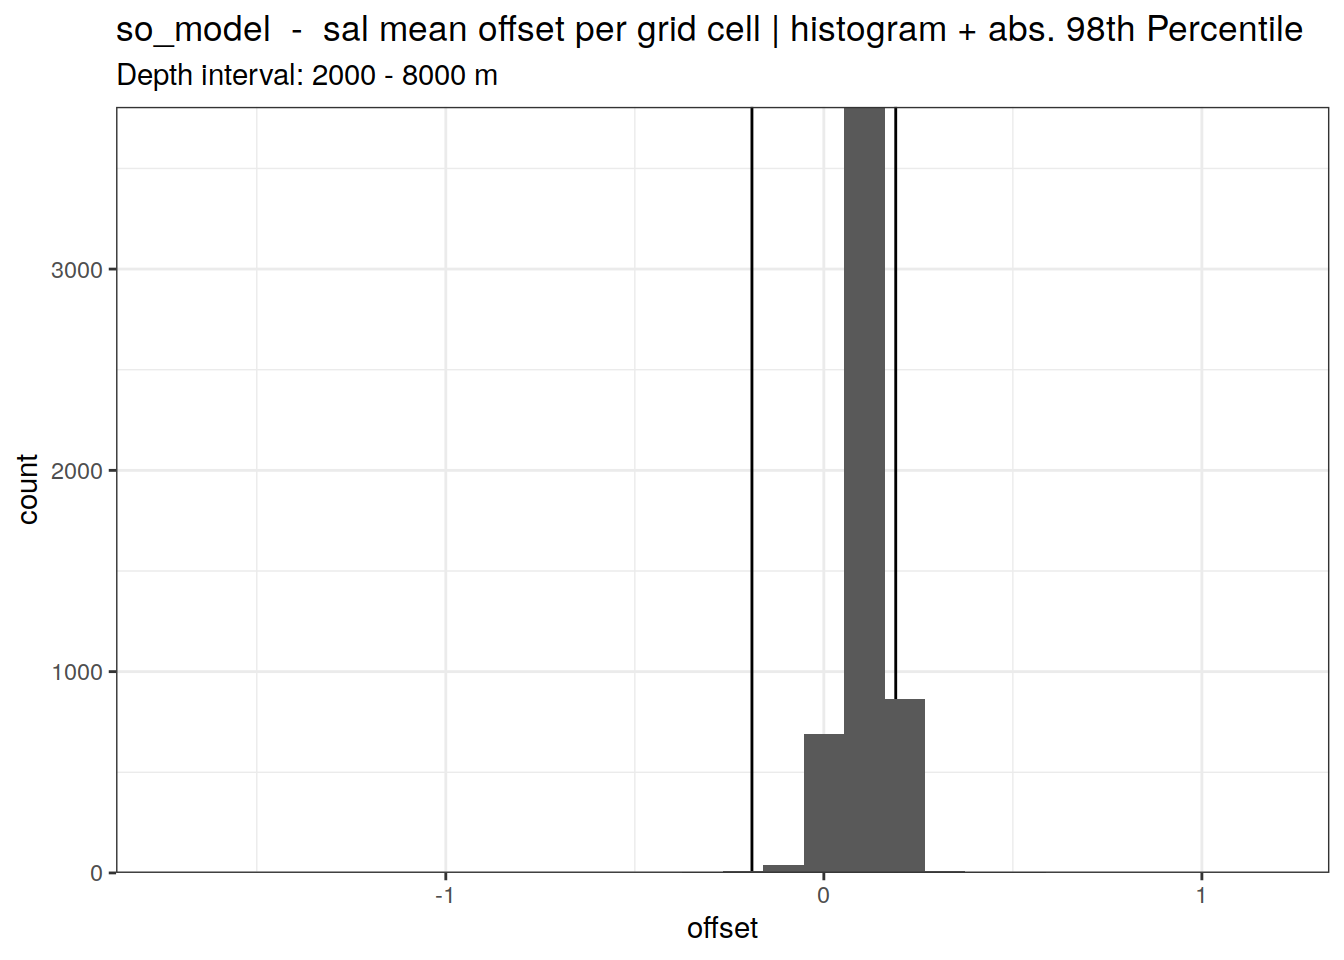 so_model  -  sal mean offset per grid cell | histogram + abs. 98th Percentile
Depth interval: 2000 - 8000 m
3000
2000
1000
0
count
-1
0
1
offset